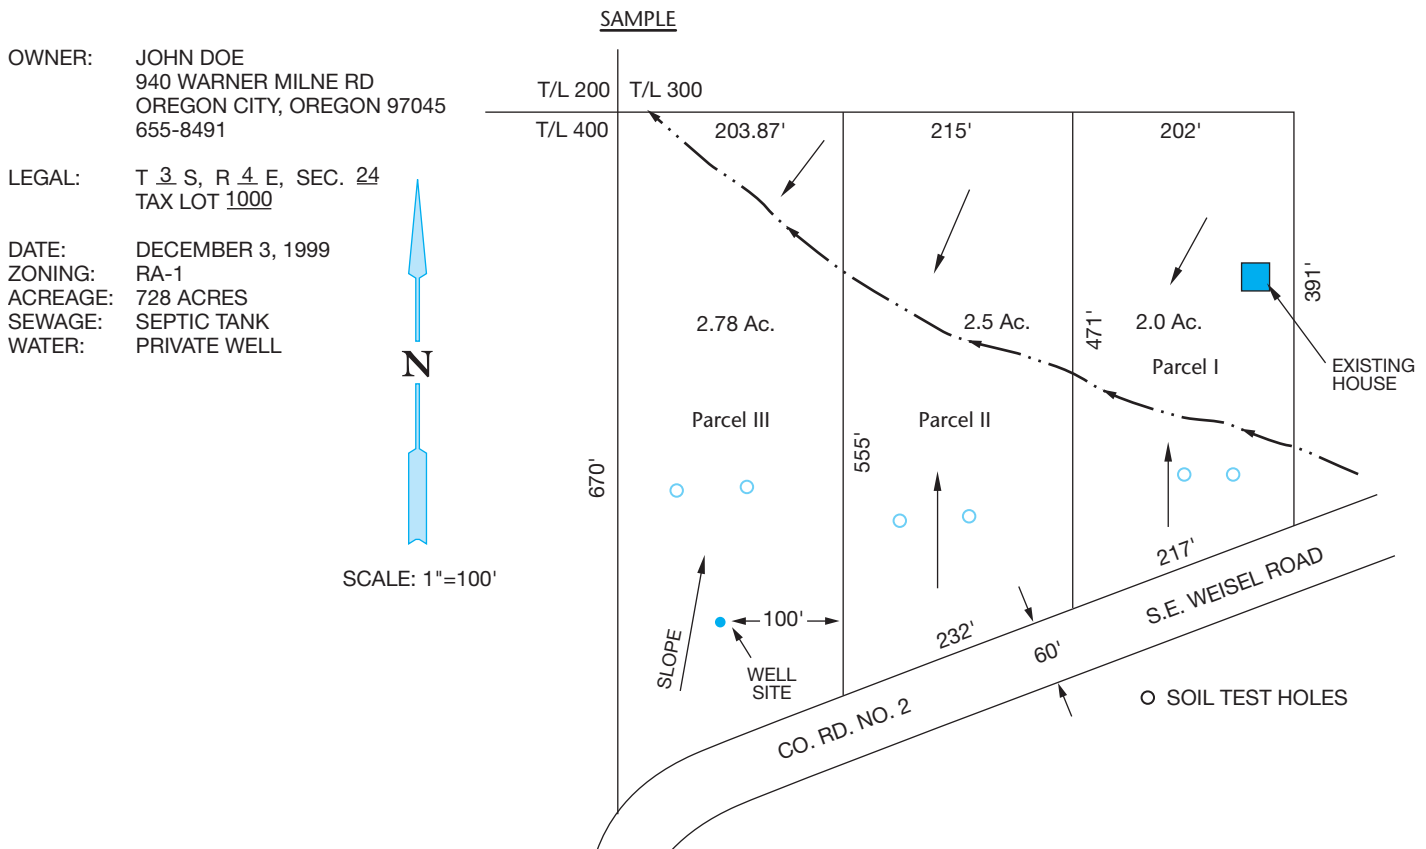 SAMPLE
OWNER: JOHN DOE
940 WARNER MILNE RD
OREGON CITY, OREGON 97045
655-8491
LEGAL: T 3 S, R 4 E, SEC. 24
TAX LOT 1000
DATE: DECEMBER 3, 1999
ZONING: RA-1
ACREAGE: 728 ACRES
SEWAGE: SEPTIC TANK
WATER: PRIVATE WELL
N
SCALE: 1"=100'
T/L 200 T/L 300
T/L 400
203.87' 215' 202'
391'
2.78 Ac. 2.5 Ac. 471' 2.0 Ac.
Parcel I
EXISTING
HOUSE
Parcel III Parcel II
670' 555'
217'
S.E. WEISEL ROAD
100'
232'
60'
SLOPE
WELL
SITE
CO. RD. NO. 2
SOIL TEST HOLES